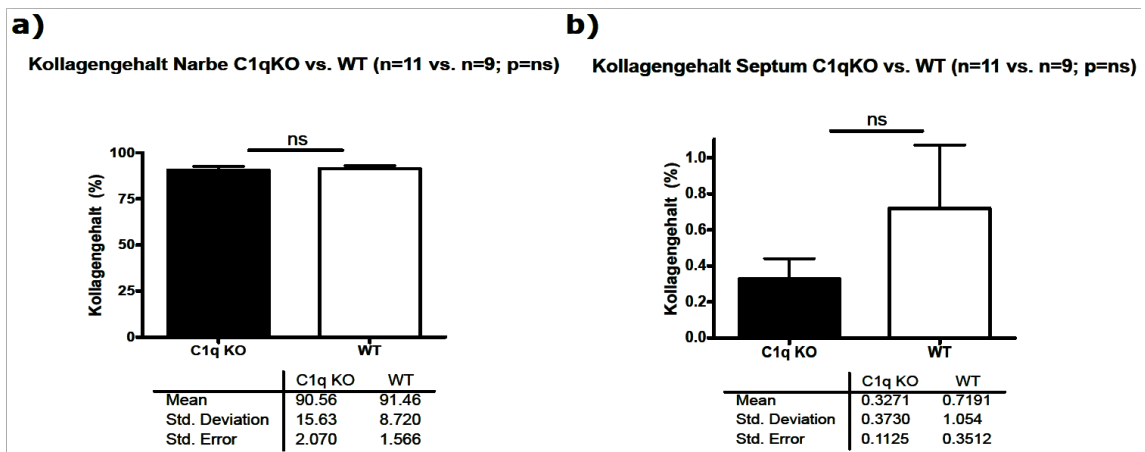 a)
Kollagengehalt Narbe C1qKO vs. WT (n=11 vs. n=9; p=ns)
ns
100
75
50
25
0
Kollagengehalt (%)
C1q KO WT
C1q KO WT
Mean 90.56 91.46
Std. Deviation 15.63 8.720
Std. Error 2.070 1.566
b)
Kollagengehalt Septum C1qKO vs. WT (n=11 vs. n=9; p=ns)
ns
1.0
0.8
0.6
0.4
0.2
0.0
Kollagengehalt (%)
C1q KO WT
C1q KO WT
Mean 0.3271 0.7191
Std. Deviation 0.3730 1.054
Std. Error 0.1125 0.3512